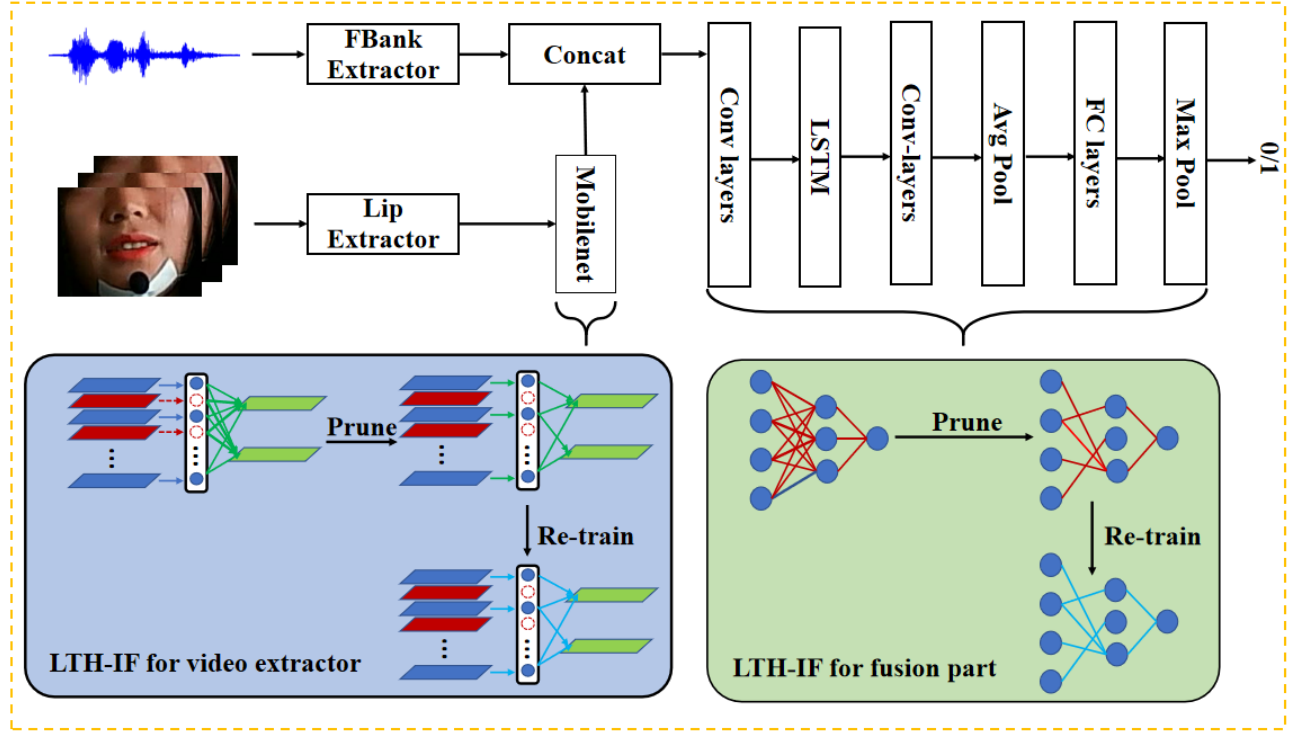 FBank
Extractor
Concat
Conv layers
LSTM
Conv-layers
Avg Pool
FC layers
Max Pool
0/1
Lip
Extractor
Mobilenet
Prune
Re-train
LTH-IF for video extractor
Prune
Re-train
LTH-IF for fusion part